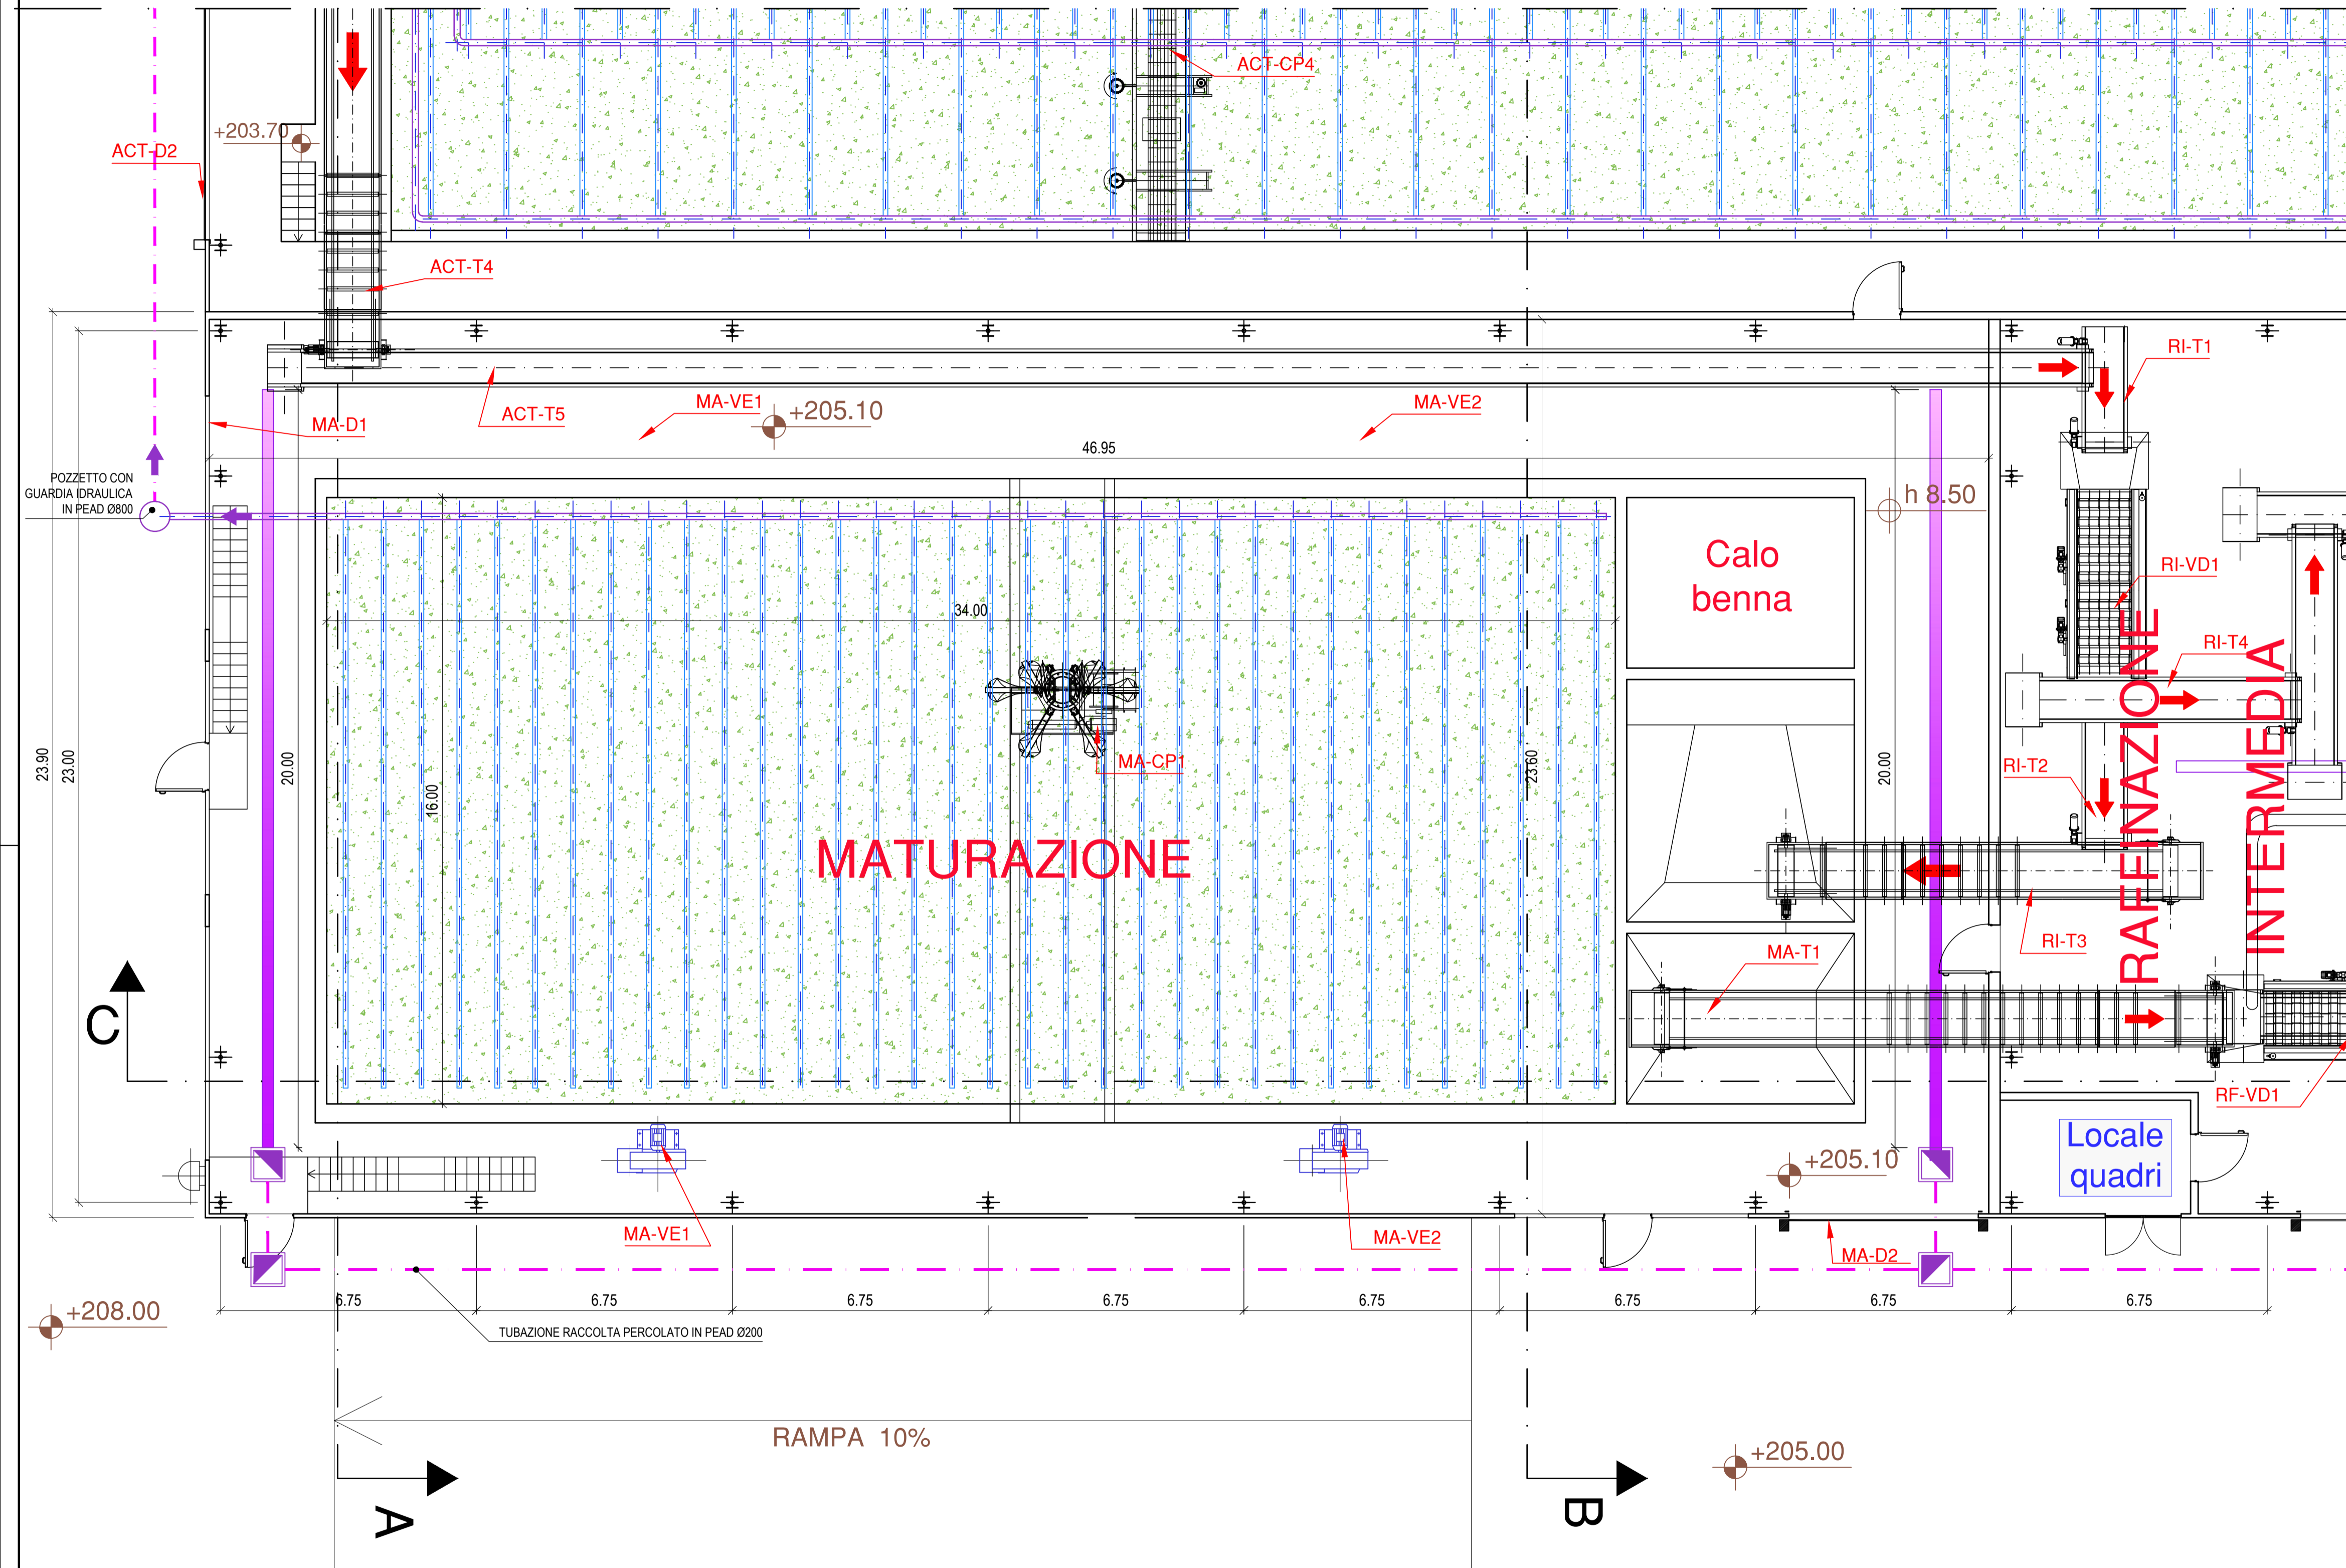 ACT-CP4
+203.70
ACT-D2
ACT-T4
RI-T1
MA-VE1
+205.10
MA-VE2
ACT-T5
MA-D1
46.95
POZZETTO CON
GUARDIA IDRAULICA
IN PEAD Ø800
h 8.50
Calo
benna
RI-VD1
34.00
RI-T4
RAFFINAZIONE
INTERMEDIA
23.90
23.00
20.00
16.00
MA-CP1
23.60
20.00
RI-T2
MATURAZIONE
RI-T3
MA-T1
C
RF-VD1
Locale
quadri
+205.10
MA-VE1
MA-VE2
MA-D2
6.75
6.75
6.75
6.75
6.75
6.75
6.75
6.75
+208.00
TUBAZIONE RACCOLTA PERCOLATO IN PEAD Ø200
RAMPA 10%
+205.00
A
B